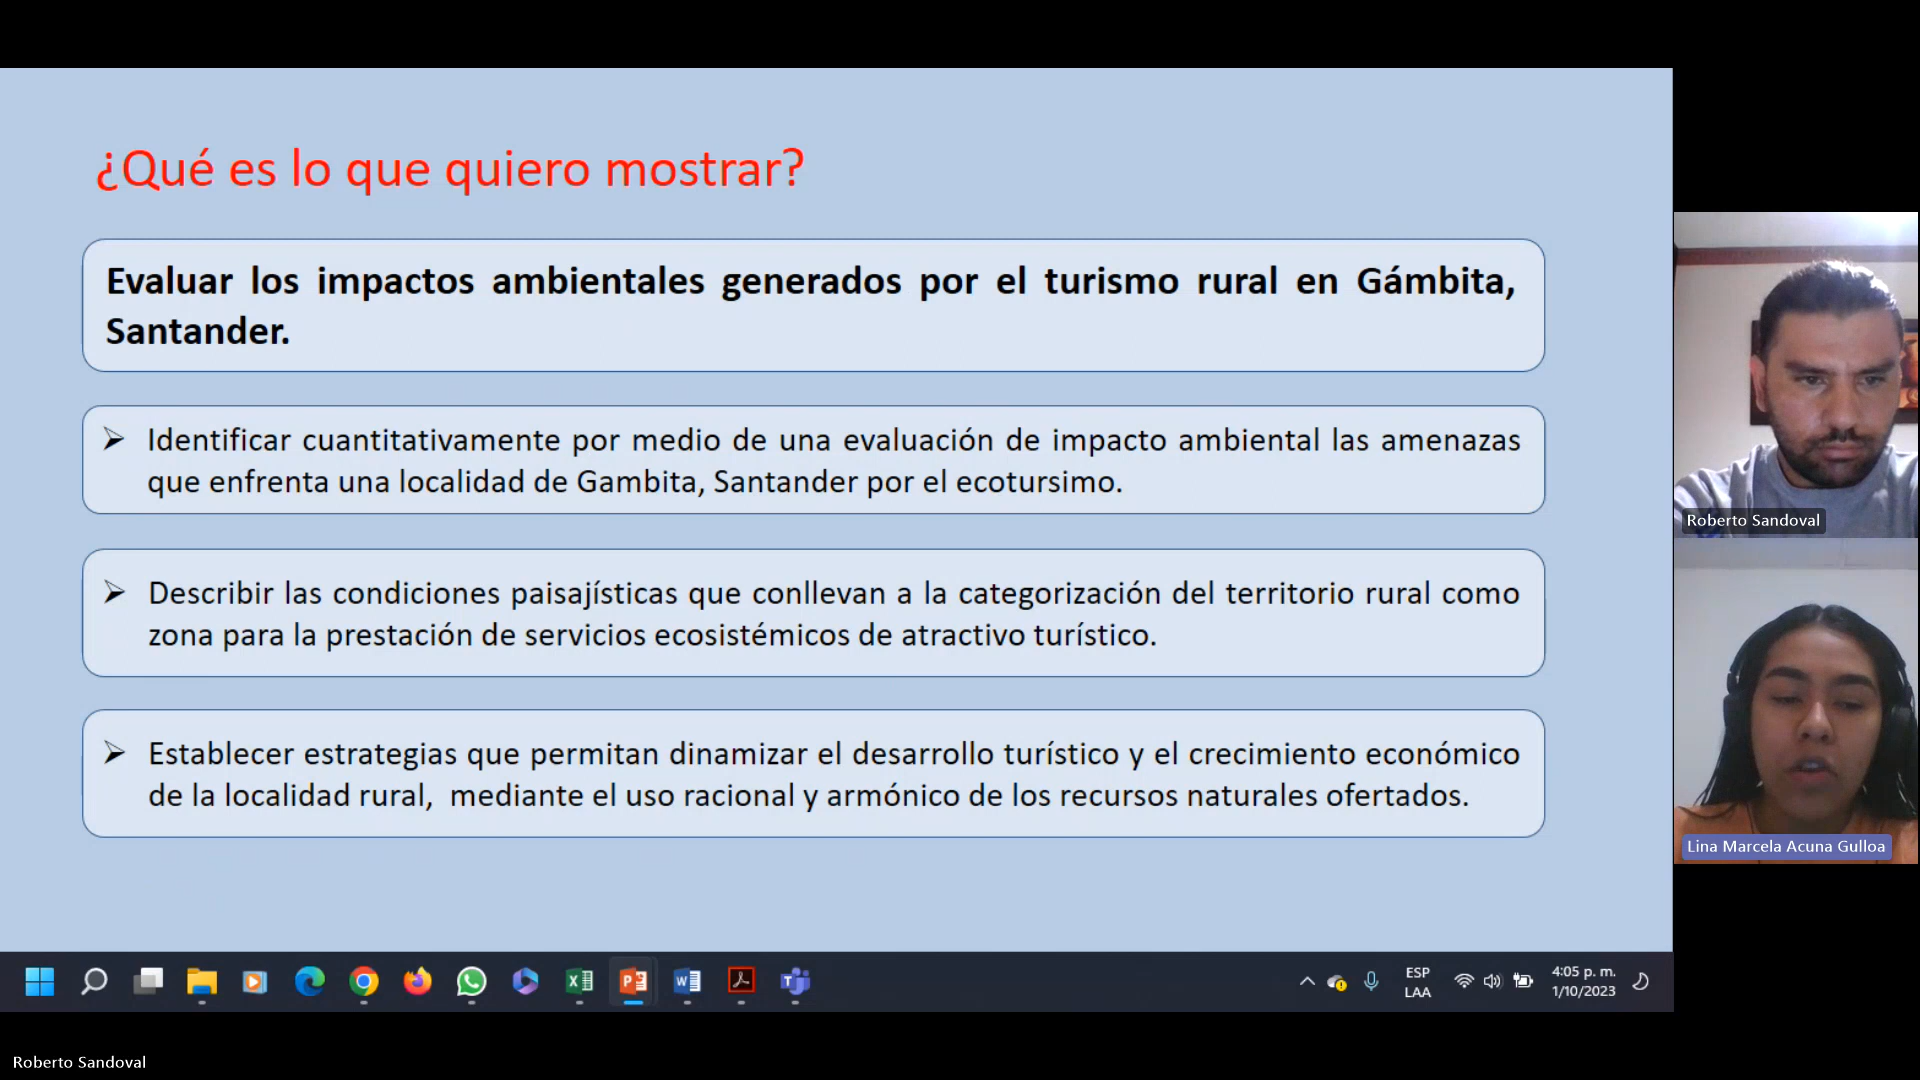 ¿Qué es lo que quiero mostrar?
Evaluar los impactos ambientales generados por el turismo rural en Gámbita,
Santander.
➢ Identificar cuantitativamente por medio de una evaluación de impacto ambiental las amenazas
que enfrenta una localidad de Gambita, Santander por el ecotursimo.
➢ Describir las condiciones paisajísticas que conllevan a la categorización del territorio rural como
zona para la prestación de servicios ecosistémicos de atractivo turístico.
➢ Establecer estrategias que permitan dinamizar el desarrollo turístico y el crecimiento económico
de la localidad rural, mediante el uso racional y armónico de los recursos naturales ofertados.
Roberto Sandoval
Lina Marcela Acuna Gulloa
ESP
LAA
4:05 p. m.
1/10/2023
Roberto Sandoval